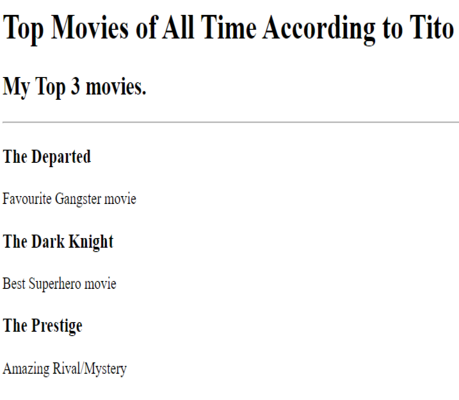 Top Movies of All Time According to Tito
My Top 3 movies.
The Departed
Favourite Gangster movie
The Dark Knight
Best Superhero movie
The Prestige
Amazing Rival/Mystery